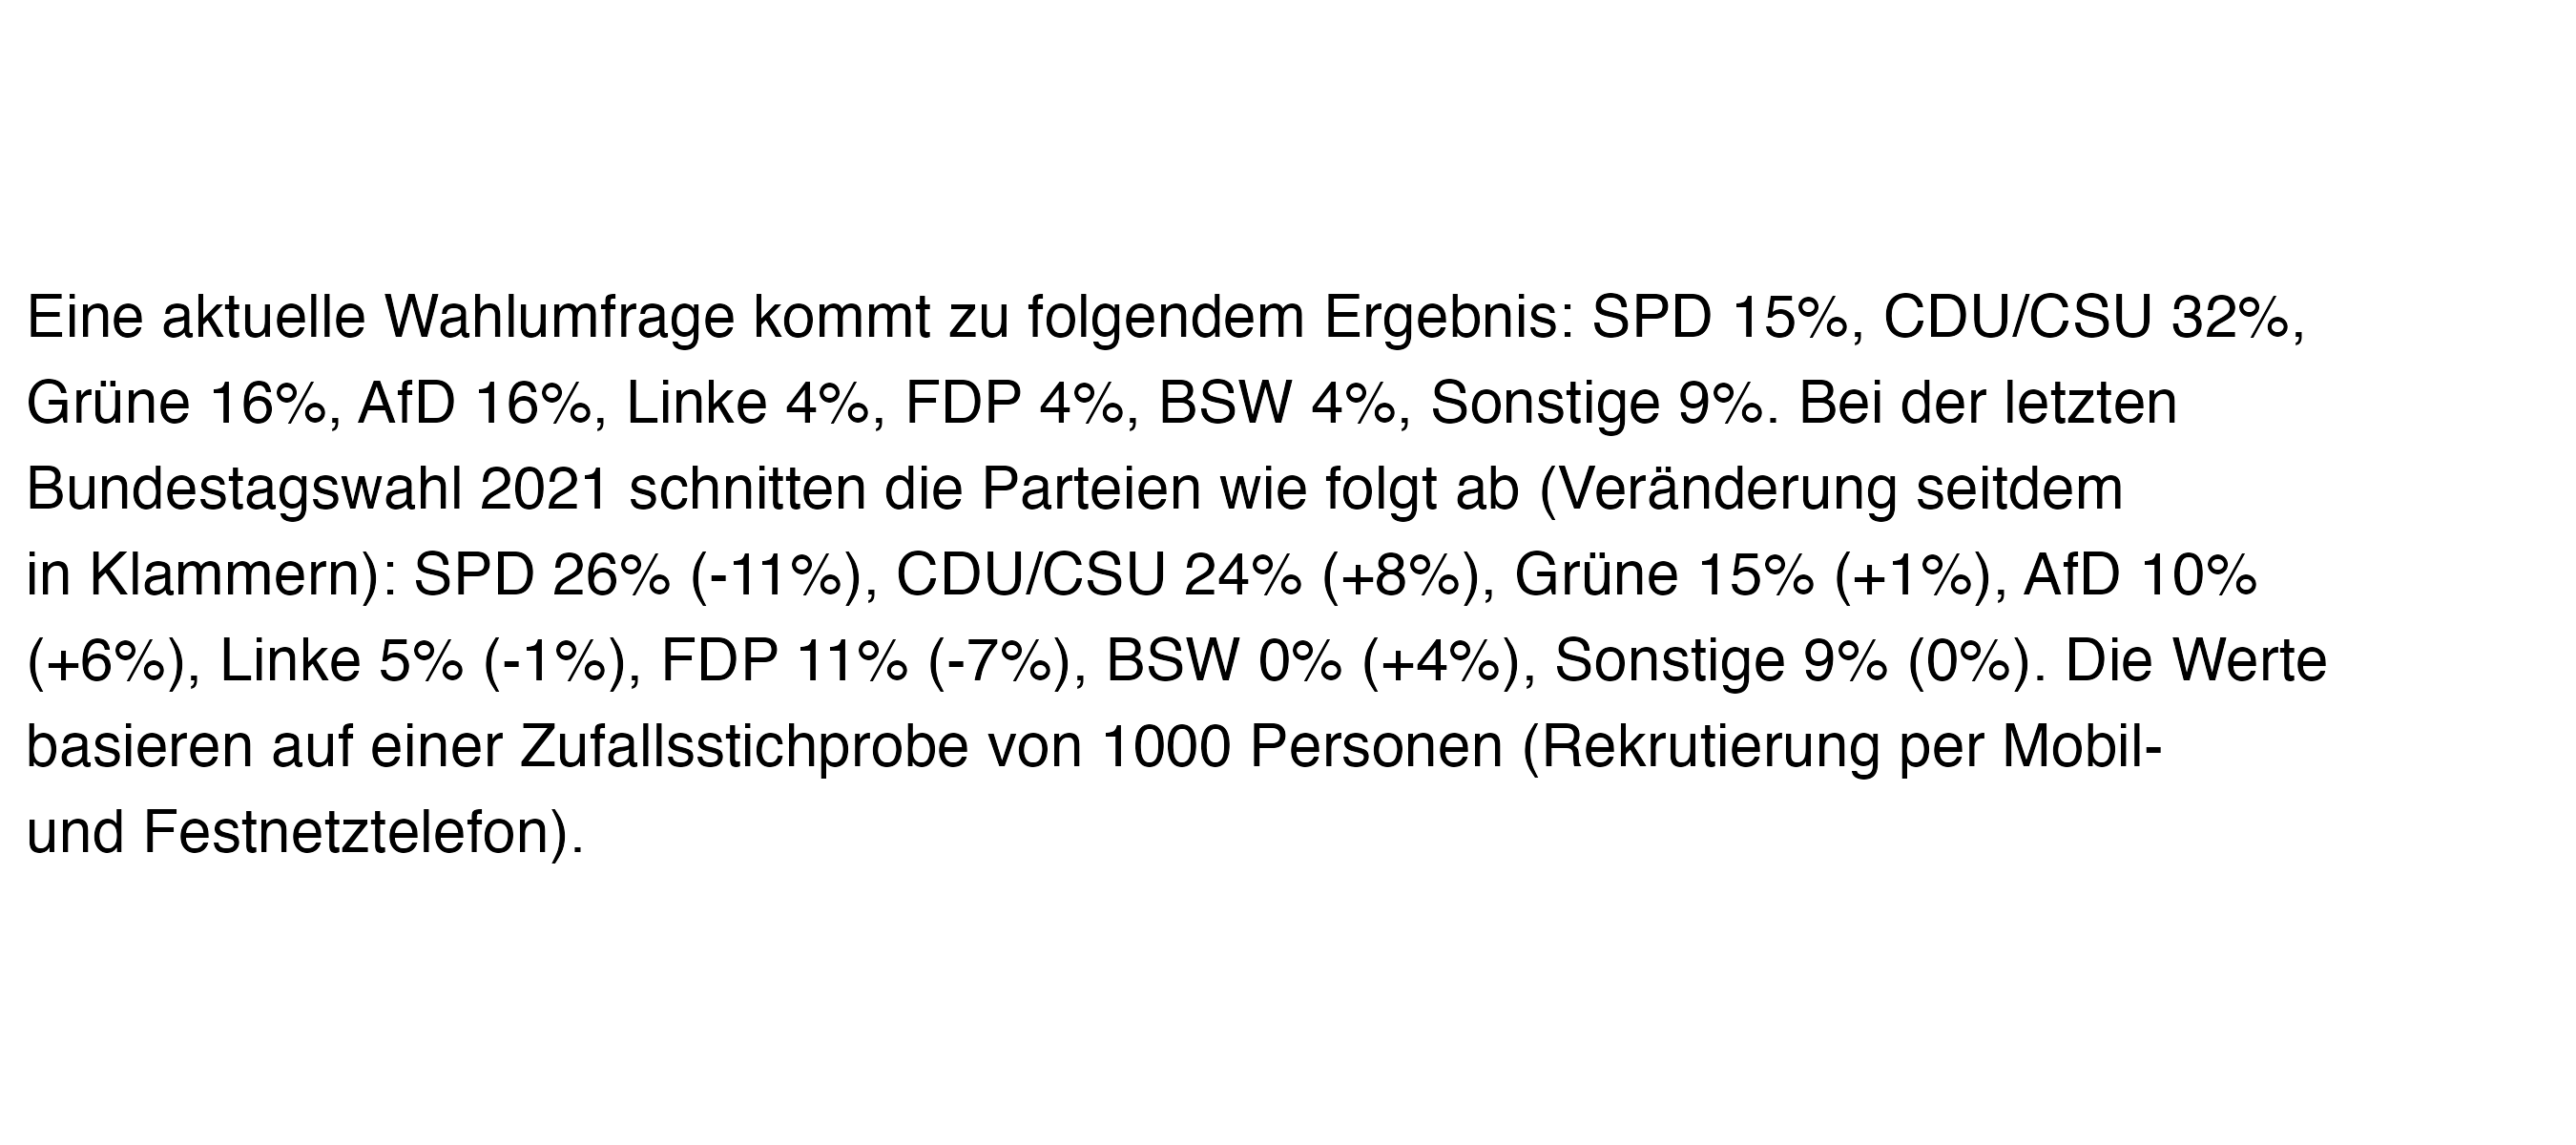 Eine aktuelle Wahlumfrage kommt zu folgendem Ergebnis: SPD 15%, CDU/CSU 32%,
Grüne 16%, AfD 16%, Linke 4%, FDP 4%, BSW 4%, Sonstige 9%. Bei der letzten
Bundestagswahl 2021 schnitten die Parteien wie folgt ab (Veränderung seitdem
in Klammern): SPD 26% (-11%), CDU/CSU 24% (+8%), Grüne 15% (+1%), AfD 10%
(+6%), Linke 5% (-1%), FDP 11% (-7%), BSW 0% (+4%), Sonstige 9% (0%). Die Werte
basieren auf einer Zufallsstichprobe von 1000 Personen (Rekrutierung per Mobil-
und Festnetztelefon).